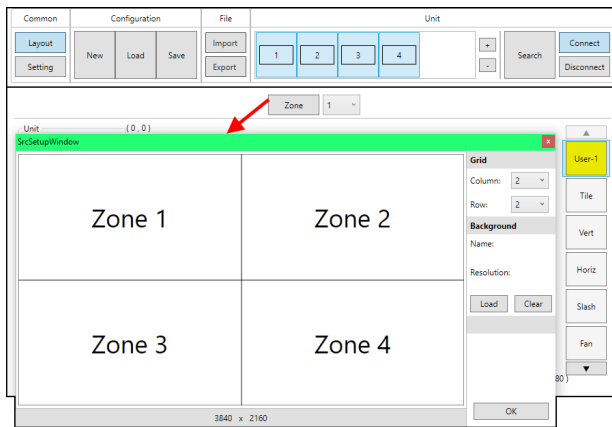 Common Configuration File Unit
Layout New Load Save Import 1 2 3 4 + Search Connect
Setting Export - Disconnect
Zone 1
Unit ( 0 , 0 )
SrcSetupWindow x
Zone 1 Zone 2
Zone 3 Zone 4
3840 x 2160
Grid
Column: 2
Row: 2
Background
Name:
Resolution:
Load Clear
OK
User-1
Tile
Vert
Horiz
Slash
Fan
80 )